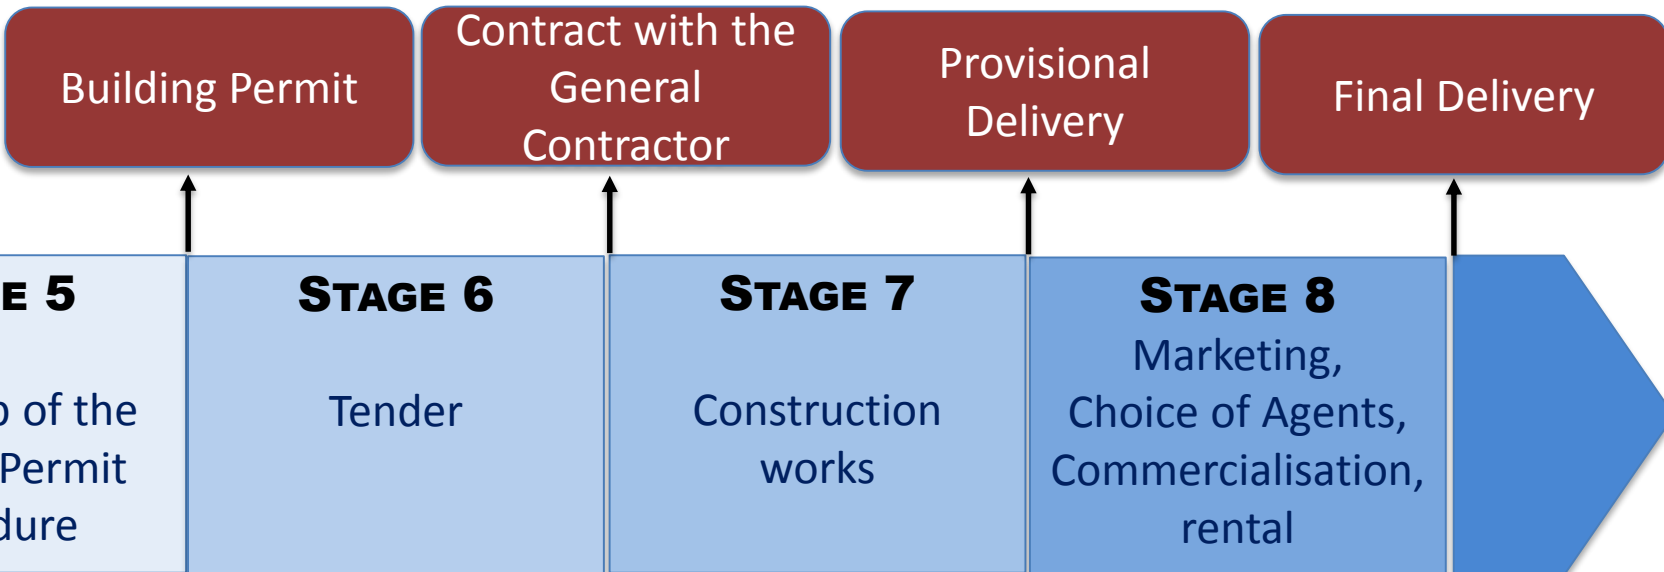 Building Permit
Contract with the
General
Contractor
Provisional
Delivery
Final Delivery
E 5
of the
Permit
dure
STAGE 6
Tender
STAGE 7
Construction
works
STAGE 8
Marketing,
Choice of Agents,
Commercialisation,
rental